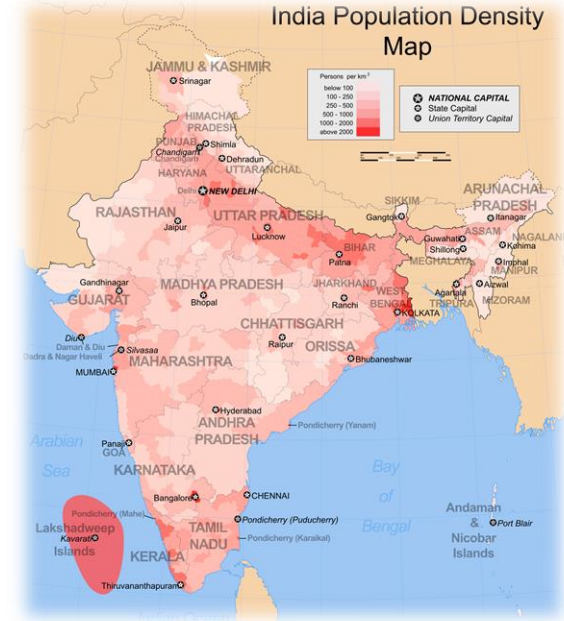 India Population Density
Map
Persons per km²
below 100
100 - 250
250 - 500
500 - 1000
1000 - 2000
above 2000
NATIONAL CAPITAL
State Capital
Union Territory Capital
JAMMU & KASHMIR
Srinagar
HIMACHAL
PRADESH
PUNJAB
Shimla
Chandigarh
Chandigarh
Dehradun
UTTARANCHAL
HARYANA
Delhi
NEW DELHI
RAJASTHAN
Jaipur
UTTAR PRADESH
Lucknow
SIKKIM
Gangtok
ARUNACHAL
PRADESH
Itanagar
ASSAM
Guwahati
NAGALAND
Kohima
Shillong
MEGHALAYA
Imphal
MANIPUR
Agartala
Aizwal
TRIPURA
MIZORAM
BIHAR
Patna
JHARKHAND
Ranchi
WEST
BENGAL
KOLKATA
Gandhinagar
GUJARAT
MADHYA PRADESH
Bhopal
CHHATTISGARH
Raipur
ORISSA
Bhubaneshwar
Diu
Daman & Diu
Silvasaa
Dadra & Nagar Haveli
MAHARASHTRA
MUMBAI
Hyderabad
ANDHRA
PRADESH
Pondicherry (Yanam)
Arabian
Sea
Panaji
GOA
KARNATAKA
Bay
of
Bengal
Bangalore
CHENNAI
Pondicherry (Mahe)
Pondicherry (Puducherry)
Pondicherry (Karaikal)
Lakshadweep
Kavarati
Islands
TAMIL
NADU
KERALA
Thiruvananthapuram
Andaman
&
Nicobar
Islands
Port Blair
Indian Ocean